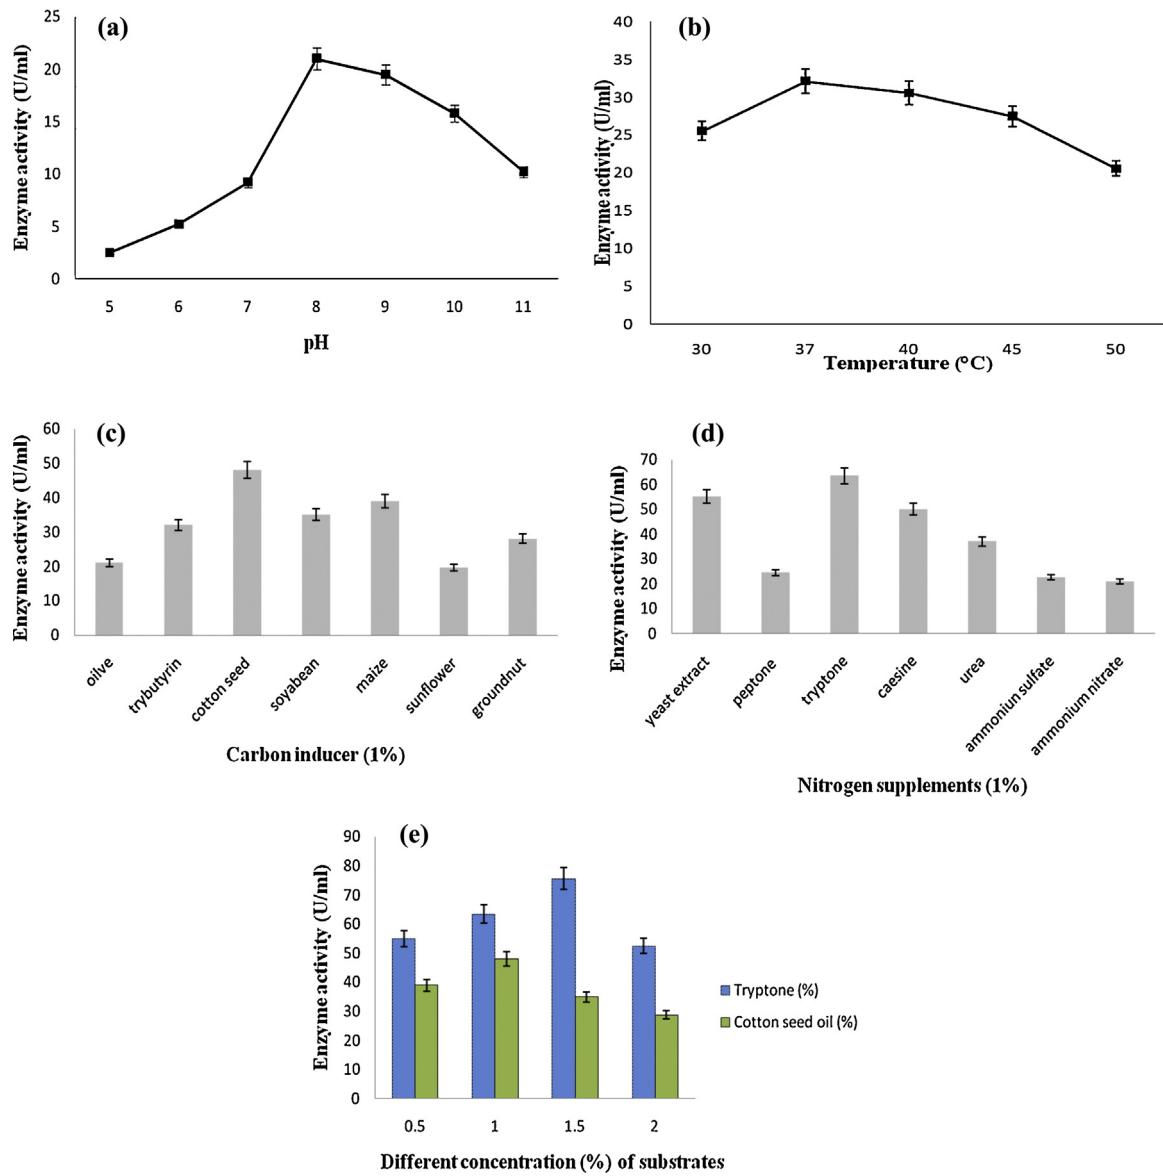 (a)
Enzyme activity (U/ml)
25
20
15
10
5
0
5 6 7 8 9 10 11
pH
(b)
Enzyme activity (U/ml)
40
35
30
25
20
15
10
5
0
30 37 40 45 50
Temperature (°C)
(c)
Enzyme activity (U/ml)
60
50
40
30
20
10
0
oilve trybutyrin cotton seed soyabean maize sunflower groundnut
Carbon inducer (1%)
(d)
Enzyme activity (U/ml)
70
60
50
40
30
20
10
0
yeast extract peptone tryptone caesine urea ammoniun sulfate ammonium nitrate
Nitrogen supplements (1%)
(e)
Enzyme activity (U/ml)
90
80
70
60
50
40
30
20
10
0
0.5 1 1.5 2
Different concentration (%) of substrates
Tryptone (%)
Cotton seed oil (%)